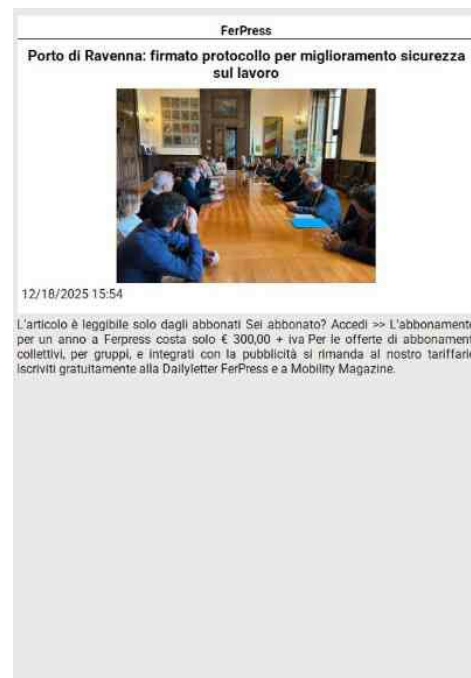 FerPress
Porto di Ravenna: firmato protocollo per miglioramento sicurezza
sul lavoro
12/18/2025 15:54
L'articolo è leggibile solo dagli abbonati Sei abbonato? Accedi >> L'abbonamento
per un anno a Ferpress costa solo € 300,00 + iva Per le offerte di abbonament
collettivi, per gruppi, e integrati con la pubblicità si rimanda al nostro tariffario
Iscriviti gratuitamente alla Dailyletter FerPress e a Mobility Magazine.